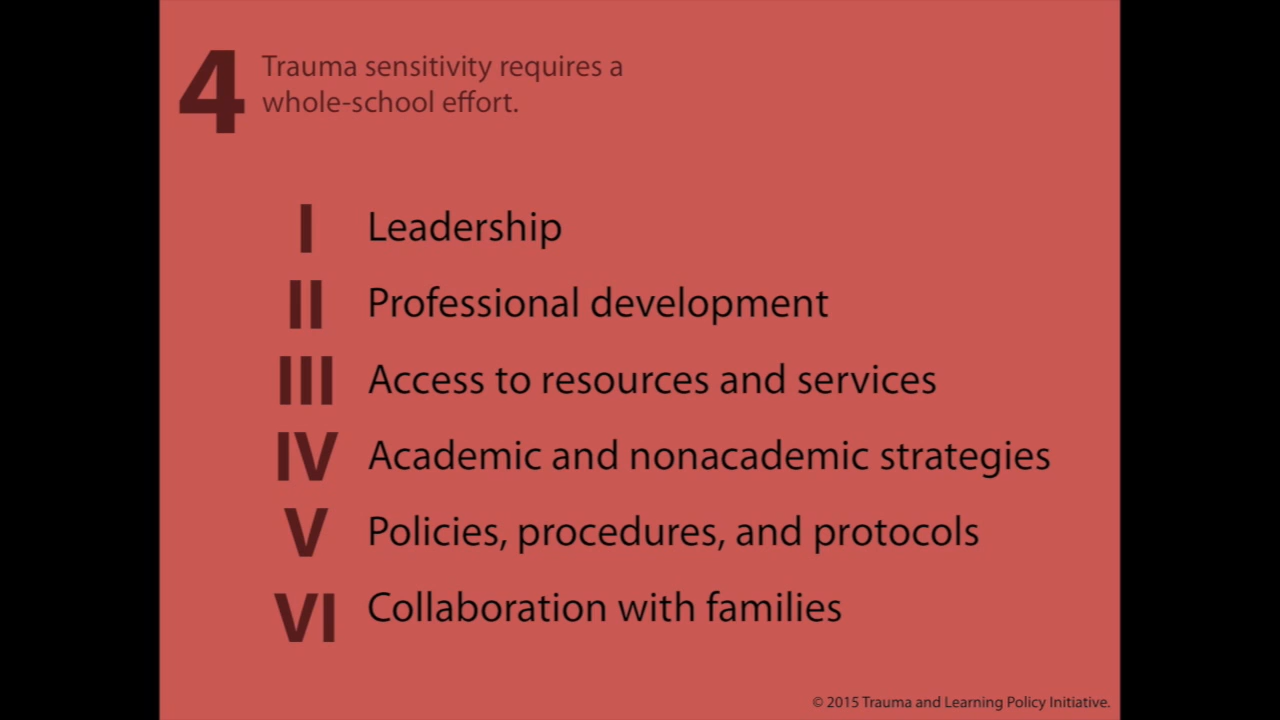 4
Trauma sensitivity requires a
whole-school effort.
I Leadership
II Professional development
III Access to resources and services
IV Academic and nonacademic strategies
V Policies, procedures, and protocols
VI Collaboration with families
© 2015 Trauma and Learning Policy Initiative.